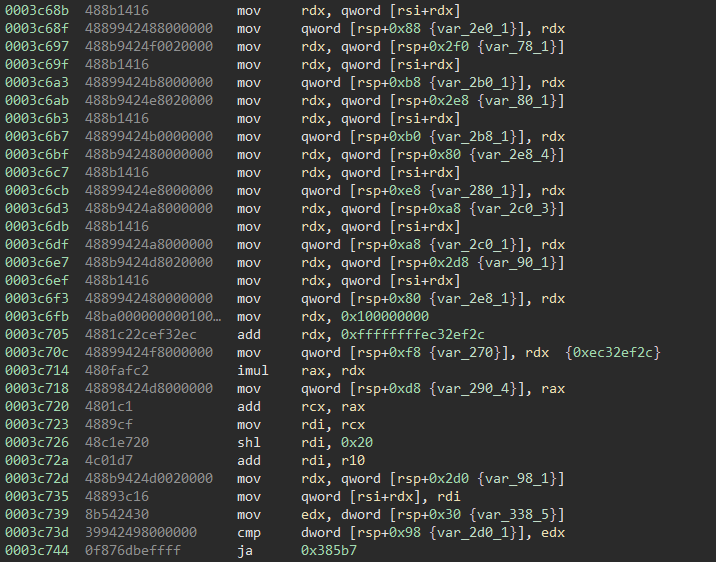 0003c68b 488b1416 mov rdx, qword [rsi+rdx]
0003c68f 4889942488000000 mov qword [rsp+0x88 {var_2e0_1}], rdx
0003c697 488b9424f0020000 mov rdx, qword [rsp+0x2f0 {var_78_1}]
0003c69f 488b1416 mov rdx, qword [rsi+rdx]
0003c6a3 48899424b8000000 mov qword [rsp+0xb8 {var_2b0_1}], rdx
0003c6ab 488b9424e8020000 mov rdx, qword [rsp+0x2e8 {var_80_1}]
0003c6b3 488b1416 mov rdx, qword [rsi+rdx]
0003c6b7 48899424b0000000 mov qword [rsp+0xb0 {var_2b8_1}], rdx
0003c6bf 488b942480000000 mov rdx, qword [rsp+0x80 {var_2e8_4}]
0003c6c7 488b1416 mov rdx, qword [rsi+rdx]
0003c6cb 48899424e8000000 mov qword [rsp+0xe8 {var_280_1}], rdx
0003c6d3 488b9424a8000000 mov rdx, qword [rsp+0xa8 {var_2c0_3}]
0003c6db 488b1416 mov rdx, qword [rsi+rdx]
0003c6df 48899424a8000000 mov qword [rsp+0xa8 {var_2c0_1}], rdx
0003c6e7 488b9424d8020000 mov rdx, qword [rsp+0x2d8 {var_90_1}]
0003c6ef 488b1416 mov rdx, qword [rsi+rdx]
0003c6f3 4889942480000000 mov qword [rsp+0x80 {var_2e8_1}], rdx
0003c6fb 48ba000000000100… mov rdx, 0x100000000
0003c705 4881c22cef32ec add rdx, 0xffffffffec32ef2c
0003c70c 48899424f8000000 mov qword [rsp+0xf8 {var_270}], rdx {0xec32ef2c}
0003c714 480fafc2 imul rax, rdx
0003c718 48898424d8000000 mov qword [rsp+0xd8 {var_290_4}], rax
0003c720 4801c1 add rcx, rax
0003c723 4889cf mov rdi, rcx
0003c726 48c1e720 shl rdi, 0x20
0003c72a 4c01d7 add rdi, r10
0003c72d 488b9424d0020000 mov rdx, qword [rsp+0x2d0 {var_98_1}]
0003c735 48893c16 mov qword [rsi+rdx], rdi
0003c739 8b542430 mov edx, dword [rsp+0x30 {var_338_5}]
0003c73d 39942498000000 cmp dword [rsp+0x98 {var_2d0_1}], edx
0003c744 0f876dbeffff ja 0x385b7